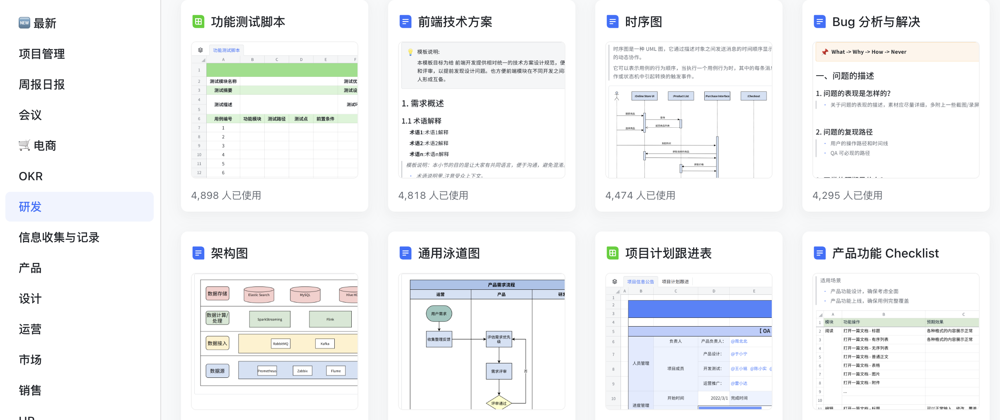 NEW 最新
项目管理
周报日报
会议
电商
OKR
研发
信息收集与记录
产品
设计
运营
市场
销售
功能测试脚本
功能测试脚本
A B C D E F
1
2 测试模块名称 测试优
3 测试摘要 测试设
4
测试描述
5
6 用例编号 功能模块 测试路径 测试点 前置条件
7 1
8 2
9 3
10 4
11 5
12 6
4,898 人已使用
前端技术方案
模板说明:
本模板目标为给 前端开发提供相对统一的技术方案设计规范，便
和评审，以提前发现设计问题。也方便前端模块在不同开发之间
人形成互备。
1. 需求概述
1.1 术语解释
术语1:术语1解释
术语2:术语2解释
术语n:术语n解释
模板说明：本小节的目的是让大家有共同语言，便于沟通，避免混淆。
· 术语说明里,注意受众上下文。
4,818 人已使用
时序图
时序图是一种 UML 图，它通过描述对象之间发送消息的时间顺序显示
的动态协作。
它可以表示用例的行为顺序，当执行一个用例行为时，其中的每条消
作或状态机中引起转换的触发事件。
:Online Store UI :Product List :Purchase Interface :Checkout
搜索商品
查询
返回商品列表
选择商品
发起购买
获取选择的商品
获取价格
4,474 人已使用
Bug 分析与解决
What -> Why -> How -> Never
一、问题的描述
1. 问题的表现是怎样的？
· 关于问题的表现的描述，素材应尽量详细，多附上一些截图/录屏
2. 问题的复现路径
· 用户的操作路径和时间线
· QA 可必现的路径
4,295 人已使用
架构图
数据存储 Elastic Search MySQL Hive HD
数据计算/
处理
SparkStreaming Flink
数据接入 RabbitMQ Kafka
数据源 Prometheus Zabbix Flume
通用泳道图
产品需求流程
运营 产品 研发
用户需求
收集整理反馈
评估需求优先
级
需求评审
否
评审通过
项目计划跟进表
项目信息公告 项目计划跟进
A B C D E
1
2
3
4
5 【 OA
6 负责人 产品负责人： @周北北
7 产品设计： @于小宁
人员管理
8 项目成员 开发测试： @王小铭 @陈小实 @
9 运营推广： @雷小达
10 开始时间 2022/3/1 完成时间
进度管理
产品功能 Checklist
适用场景
· 产品功能设计，确保考虑全面
· 产品功能上线，确保用例完整覆盖
A B C
1 模块 功能操作 预期效果
2 阅读 打开一篇文档 - 标题 各种格式的内容展示正常
3 打开一篇文档 - 有序列表 各种格式的内容展示正常
4 打开一篇文档 - 无序列表
5 打开一篇文档 - 普通正文
6 打开一篇文档 - 表格
7 打开一篇文档 - 图片
8 打开一篇文档 - 附件
9 ...
10
11 编辑 打开一篇文档 - 标题 可以正常输入、修改、覆盖